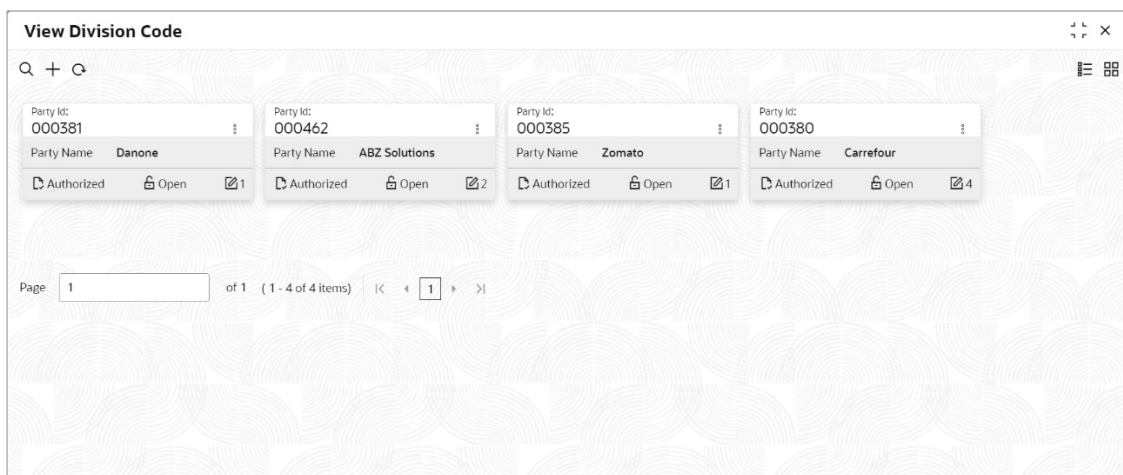 View Division Code
Party Id:
000381
Party Name Danone
Authorized Open 1
Party Id:
000462
Party Name ABZ Solutions
Authorized Open 2
Party Id:
000385
Party Name Zomato
Authorized Open 1
Party Id:
000380
Party Name Carrefour
Authorized Open 4
Page 1 of 1 (1 - 4 of 4 items) 1